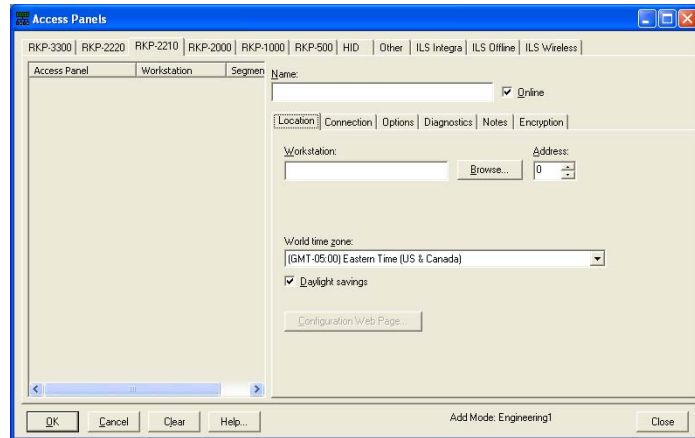 Access Panels
RKP-3300 RKP-2220 RKP-2210 RKP-2000 RKP-1000 RKP-500 HID Other ILS Integra ILS Offline ILS Wireless
Access Panel Workstation Segmen
Name:
Online
Location Connection Options Diagnostics Notes Encryption
Workstation: Address:
Browse... 0
World time zone:
(GMT-05:00) Eastern Time (US & Canada)
Daylight savings
Configuration Web Page...
OK Cancel Clear Help... Add Mode: Engineering1 Close